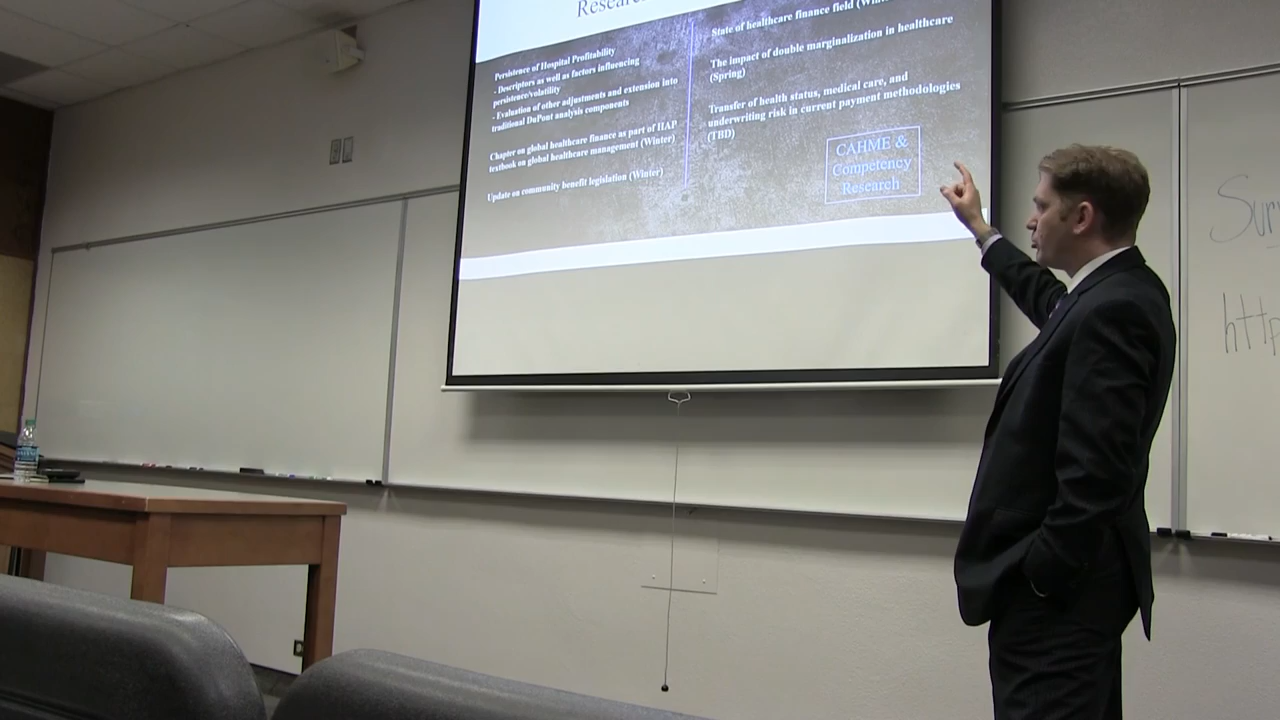 Researc
Persistence of Hospital Profitability
- Descriptors as well as factors influencing
persistence/volatility
- Evaluation of other adjustments and extension into
traditional DuPont analysis components
Chapter on global healthcare finance as part of HAP
textbook on global healthcare management (Winter)
Update on community benefit legislation (Winter)
State of healthcare finance field (Win
The impact of double marginalization in healthcare
(Spring)
Transfer of health status, medical care, and
underwriting risk in current payment methodologies
(TBD)
CAHME &
Competency
Research
Sur
http